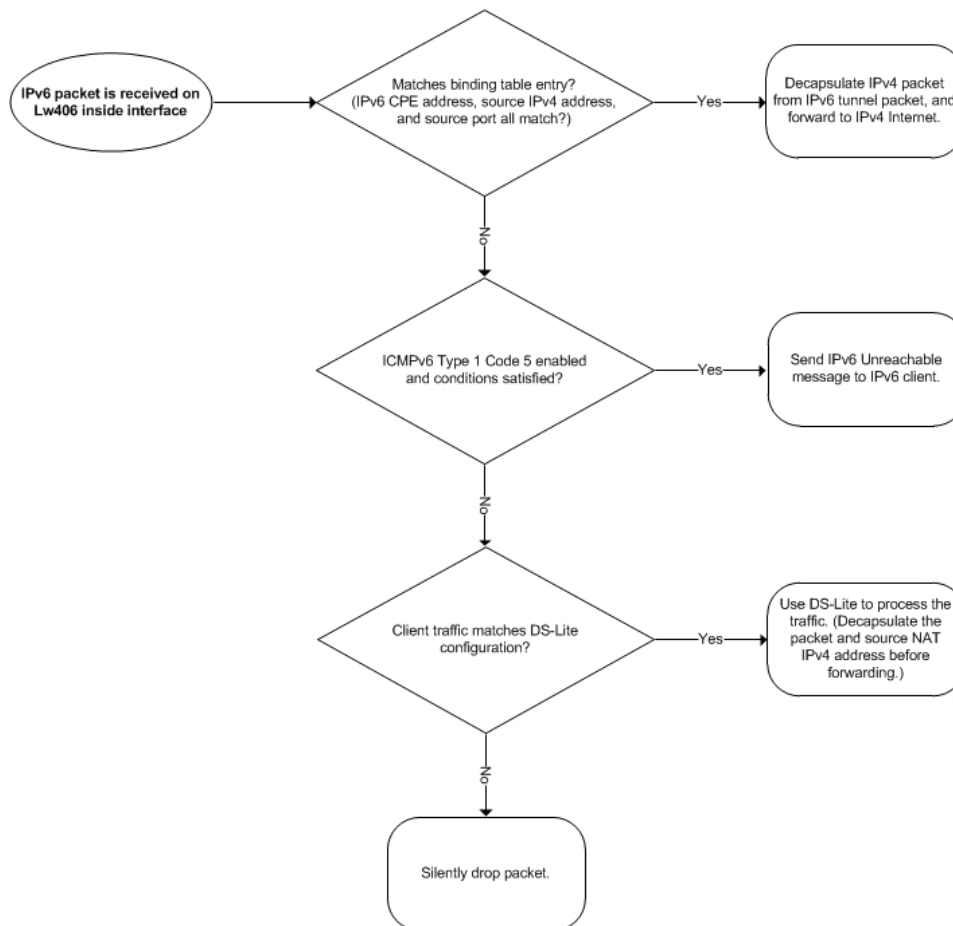 IPv6 packet is received on
Lw406 inside interface
Matches binding table entry?
(IPv6 CPE address, source IPv4 address,
and source port all match?)
Yes
Decapsulate IPv4 packet
from IPv6 tunnel packet, and
forward to IPv4 Internet.
No
ICMPv6 Type 1 Code 5 enabled
and conditions satisfied?
Yes
Send IPv6 Unreachable
message to IPv6 client.
No
Client traffic matches DS-Lite
configuration?
Yes
Use DS-Lite to process the
traffic. (Decapsulate the
packet and source NAT
IPv4 address before
forwarding.)
No
Silently drop packet.